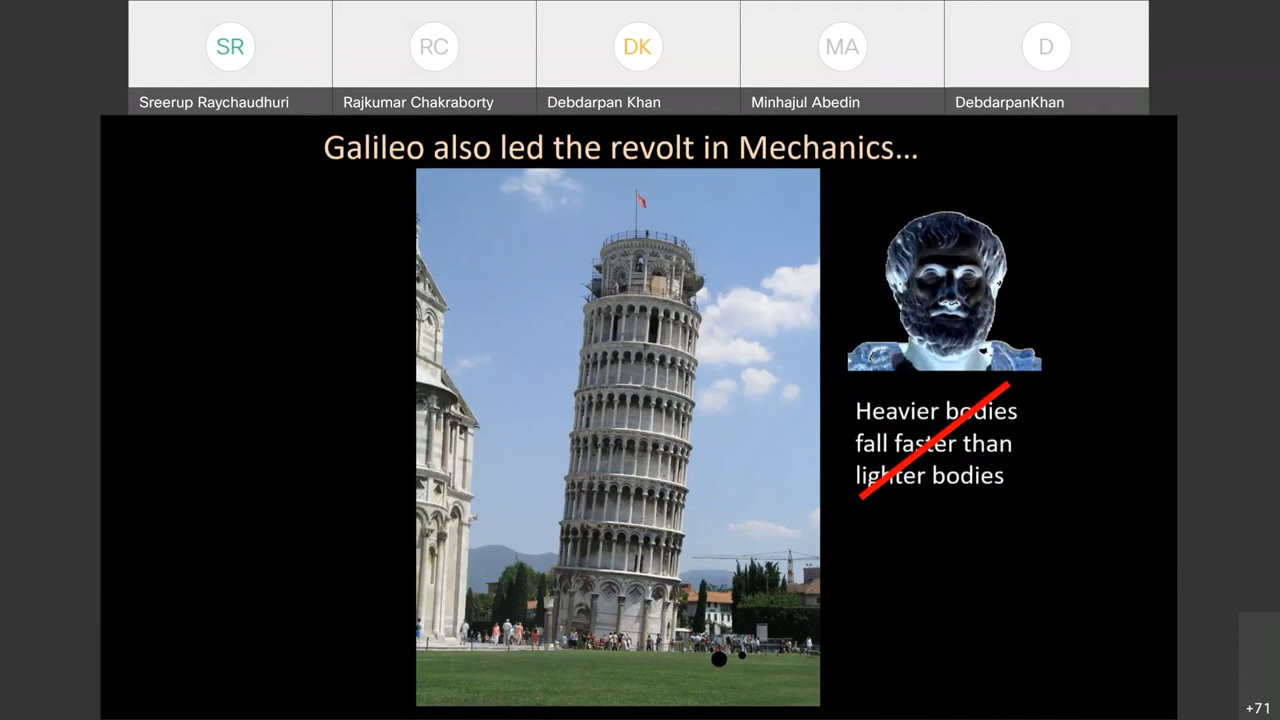 SR
RC
DK
MA
D
Sreerup Raychaudhuri
Rajkumar Chakraborty
Debdarpan Khan
Minhajul Abedin
DebdarpanKhan
Galileo also led the revolt in Mechanics...
Heavier bodies
fall faster than
lighter bodies
+71